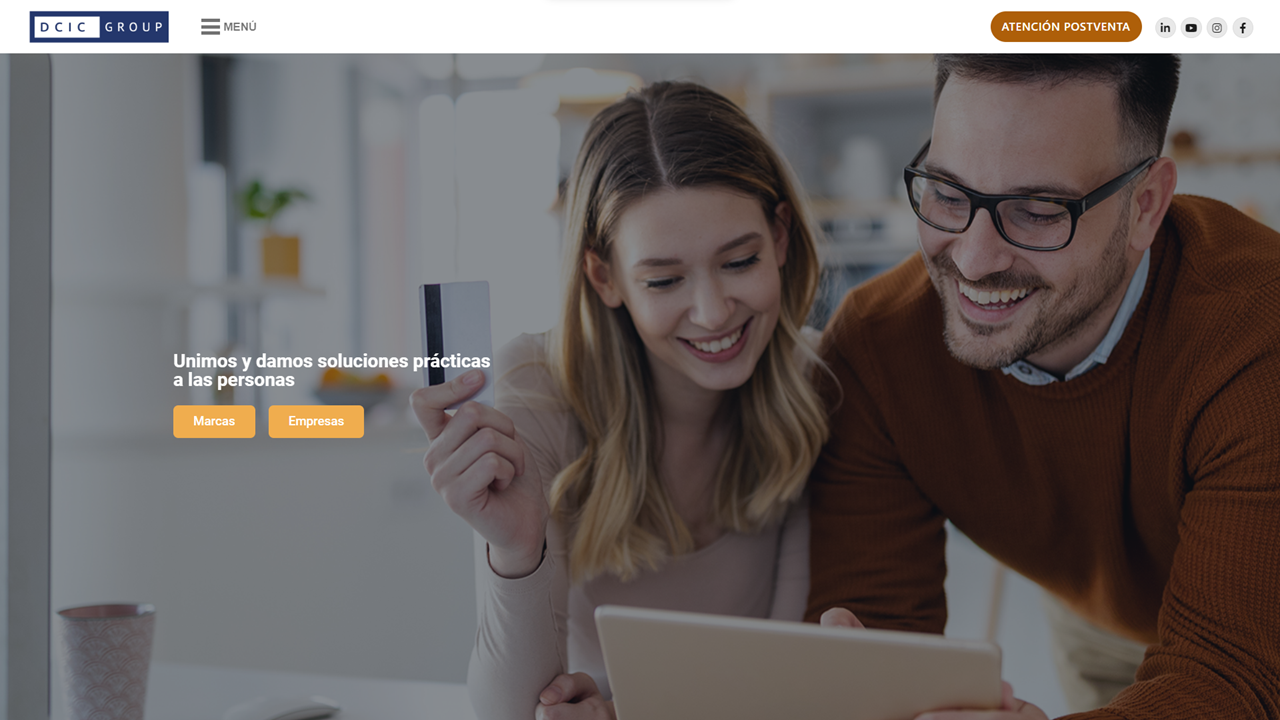 DCIC GROUP
MENÚ
ATENCIÓN POSTVENTA
Unimos y damos soluciones prácticas
a las personas
Marcas
Empresas